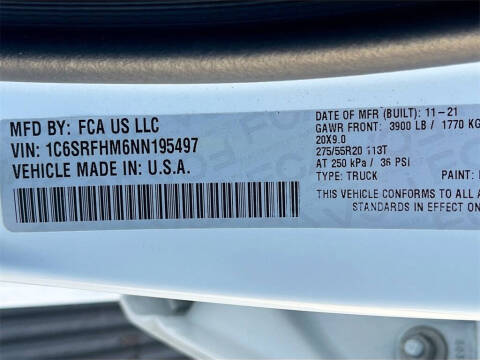 MFD BY: FCA US LLC
VIN: 1C6SRFHM6NN195497
VEHICLE MADE IN: U.S.A.
DATE OF MFR (BUILT): 11-21
GAWR FRONT: 3900 LB / 1770 KG
20X9.0
275/55R20 113T
AT 250 kPa / 36 PSI
TYPE: TRUCK PAINT:
THIS VEHICLE CONFORMS TO ALL A
STANDARDS IN EFFECT ON